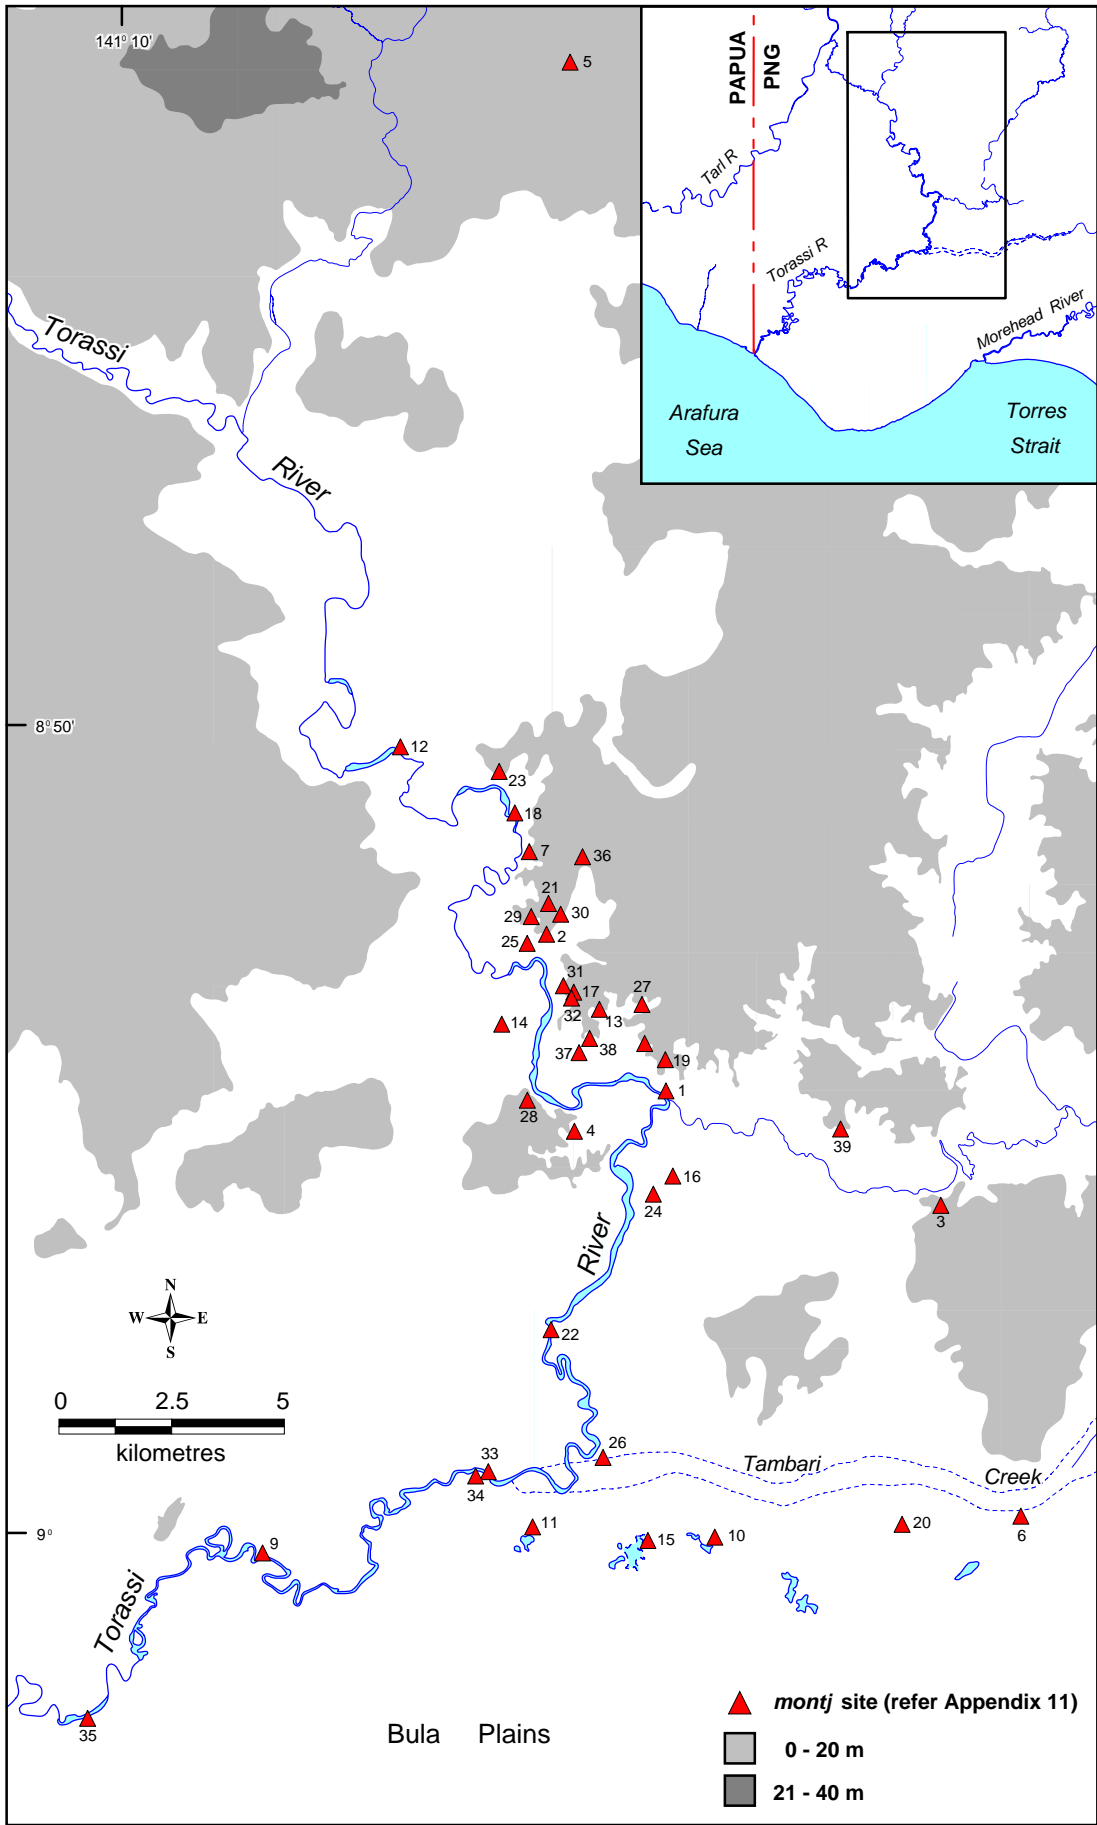 141° 10'
5
PAPUA
PNG
Tarl R
Torassi R
Morehead River
Arafura
Sea
Torres
Strait
Torassi
River
8° 50'
12
23
18
7
36
21
29
30
2
25
31
17
32
13
27
14
37
38
19
1
28
4
39
16
24
3
River
N
W
E
S
22
0
2.5
5
kilometres
26
33
34
Tambari
Creek
9°
11
15
10
20
6
9
Torassi
35
Bula Plains
montj site (refer Appendix 11)
0 - 20 m
21 - 40 m